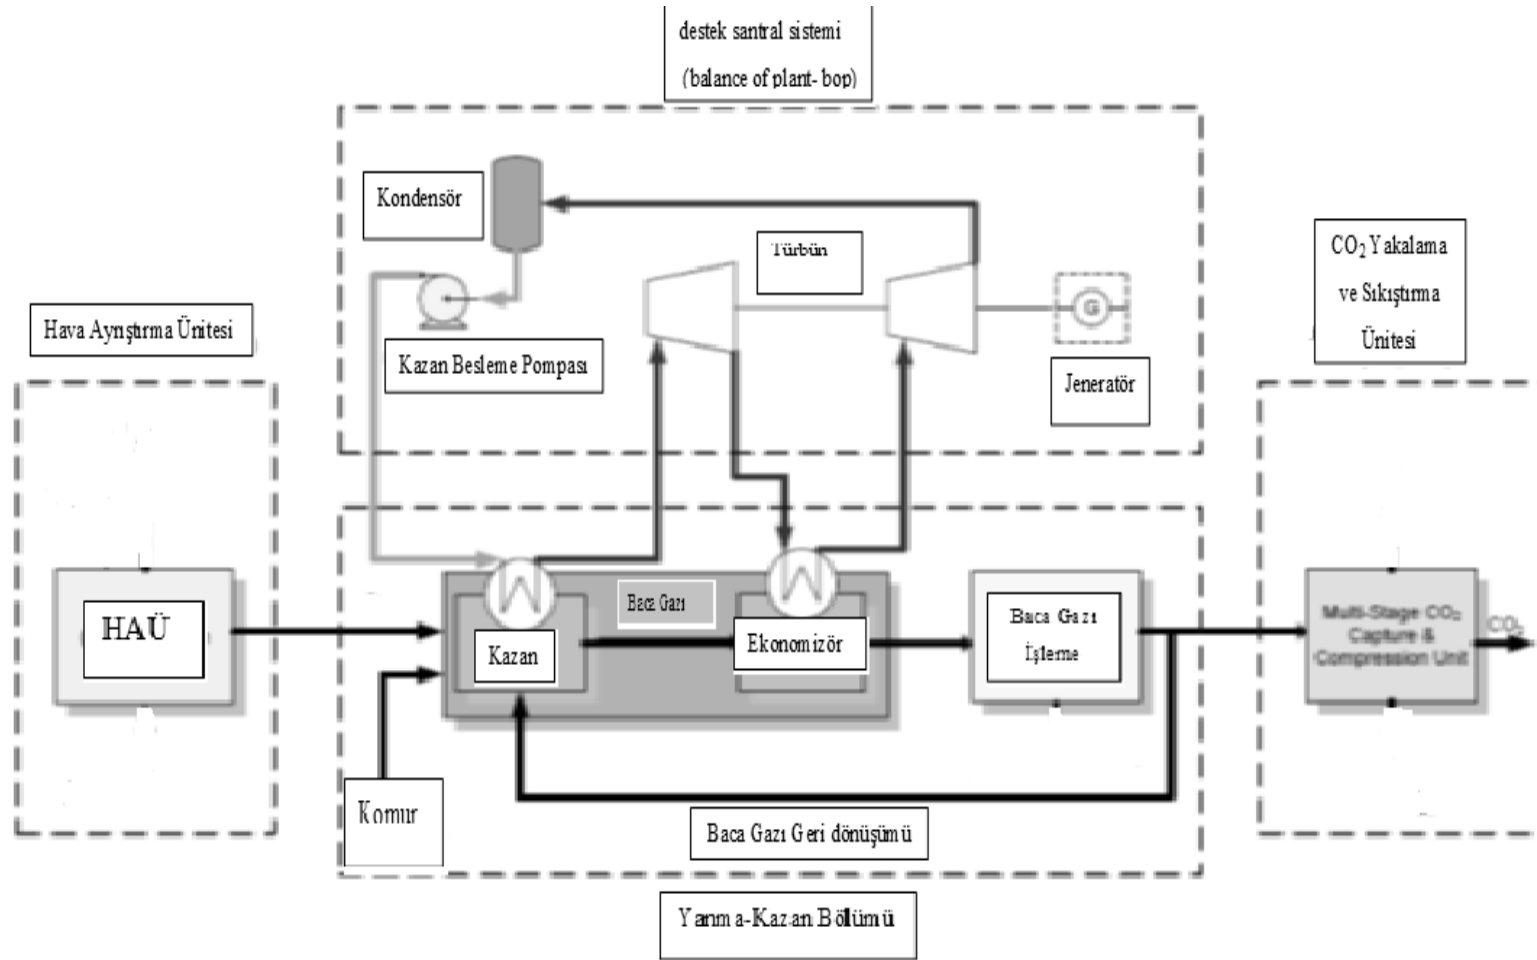 destek santral sistemi
(balance of plant- bop)
Kondensör
Türbün
CO₂ Yakalama
ve Sıkıştırma
Ünitesi
Hava Ayrıştırma Ünitesi
G
Kazan Besleme Pompası
Jeneratör
HAÜ
Baca Gazı
Kazan
Ekonomizör
Baca Gazı
İşleme
Multi-Stage CO₂
Capture &
Compression Unit
CO₂
Komur
Baca Gazı Geri dönüşümü
Yanma-Kazan Bölümü